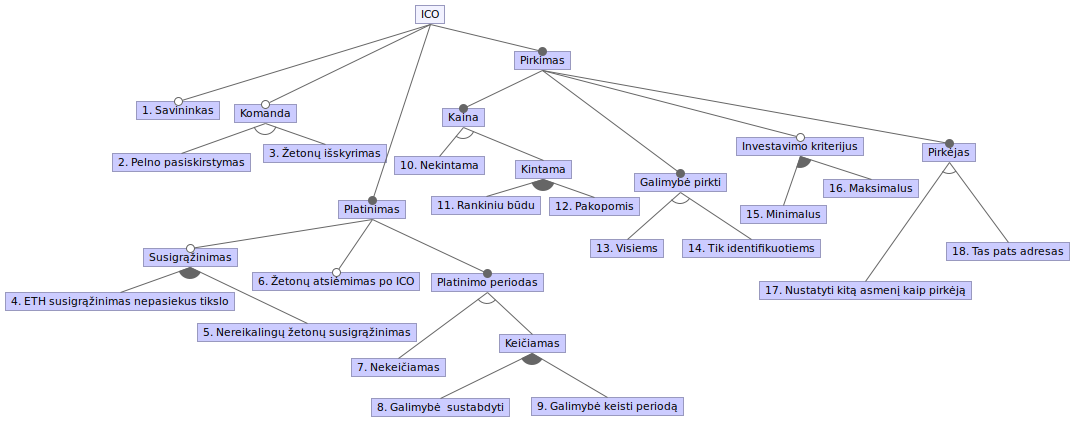 ICO
Pirkimas
1. Savininkas
Komanda
Kaina
2. Pelno pasiskirstymas
3. Žetonų išskyrimas
10. Nekintama
Kintama
Investavimo kriterijus
Pirkėjas
11. Rankiniu būdu
12. Pakopomis
Galimybė pirkti
16. Maksimalus
15. Minimalus
Platinimas
13. Visiems
14. Tik identifikuotiems
18. Tas pats adresas
Susigrąžinimas
6. Žetonų atsiėmimas po ICO
Platinimo periodas
17. Nustatyti kitą asmenį kaip pirkėją
4. ETH susigrąžinimas nepasiekus tikslo
5. Nereikalingų žetonų susigrąžinimas
Keičiamas
7. Nekeičiamas
8. Galimybė  sustabdyti
9. Galimybė keisti periodą